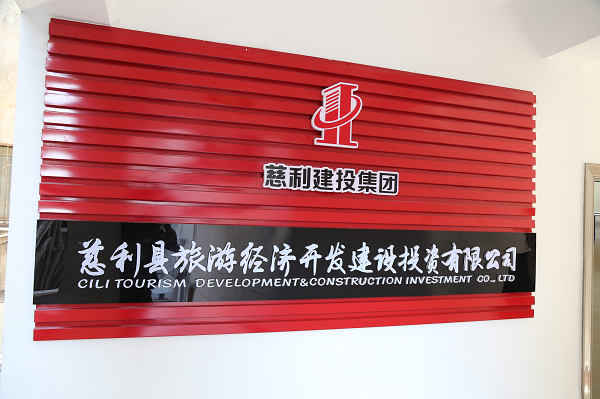 慈利建投集团
慈利县旅游经济开发建设投资有限公司
CILI TOURISM DEVELOPMENT&CONSTRUCTION INVESTMENT CO., LTD